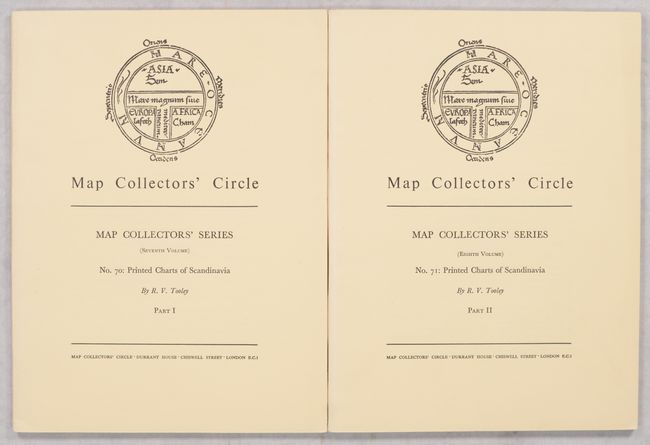 Oriens
MARE·OCEANUM
Septentrio
Meridies
ASIA
Sem
Mare magnum sive
EVROPA
Iafeth
AFRICA
Cham
Occidens
Map Collectors' Circle
MAP COLLECTORS' SERIES
(Seventh Volume)
No. 70: Printed Charts of Scandinavia
By R. V. Tooley
Part I
MAP COLLECTORS' CIRCLE · DURRANT HOUSE · CHISWELL STREET · LONDON E.C.1
Oriens
MARE·OCEANUM
Septentrio
Meridies
ASIA
Sem
Mare magnum sive
EVROPA
Iafeth
AFRICA
Cham
Occidens
Map Collectors' Circle
MAP COLLECTORS' SERIES
(Eighth Volume)
No. 71: Printed Charts of Scandinavia
By R. V. Tooley
Part II
MAP COLLECTORS' CIRCLE · DURRANT HOUSE · CHISWELL STREET · LONDON E.C.1